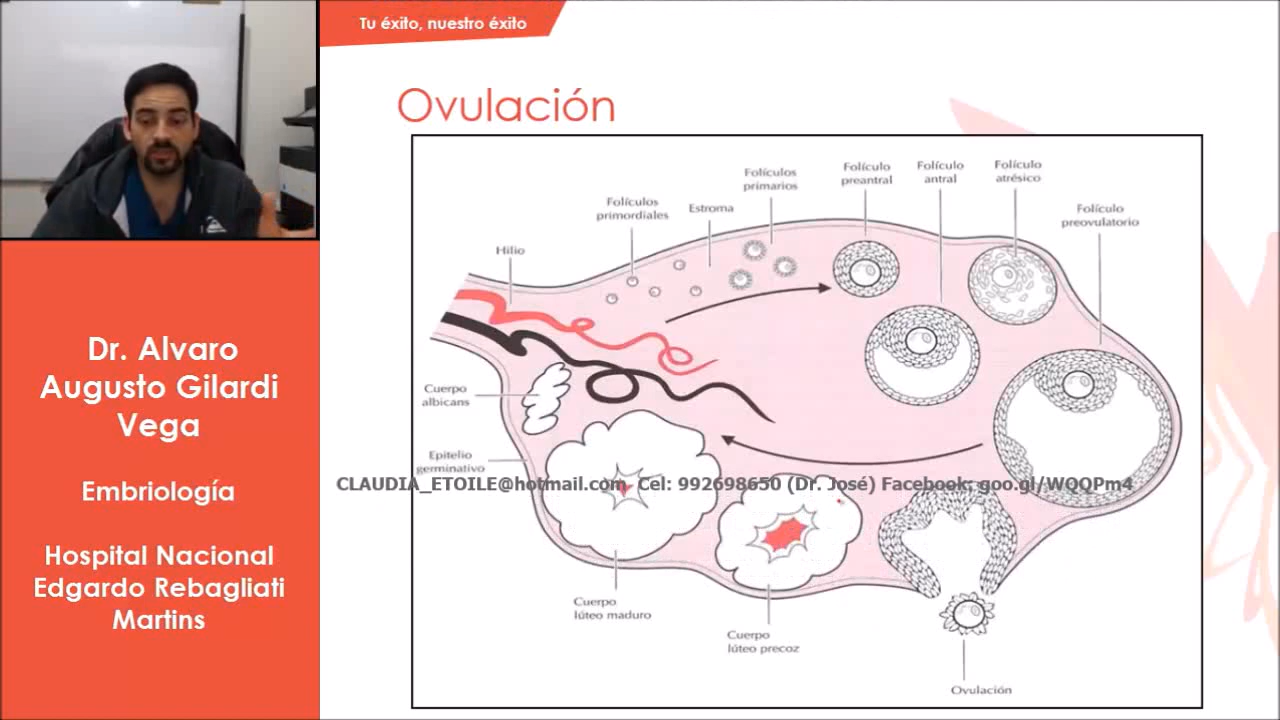 Tu éxito, nuestro éxito
Ovulación
Folículos
primordiales
Estroma
Folículos
primarios
Folículo
preantral
Folículo
antral
Folículo
atrésico
Folículo
preovulatorio
Hilio
Cuerpo
albicans
Epitelio
germinativo
CLAUDIA_ETOILE@hotmail.com Cel: 992698650 (Dr. José) Facebook: goo.gl/WQQPm4
Cuerpo
lúteo maduro
Cuerpo
lúteo precoz
Ovulación
Dr. Alvaro
Augusto Gilardi
Vega
Embriología
Hospital Nacional
Edgardo Rebagliati
Martins